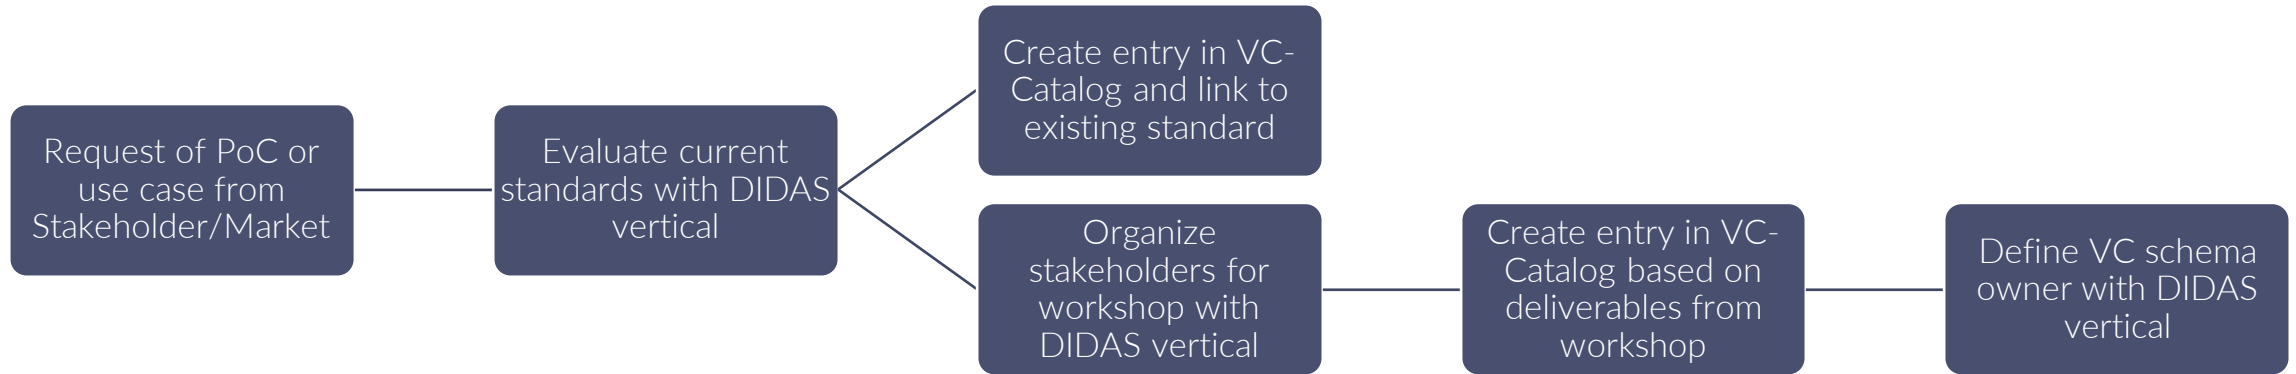 Request of PoC or
use case from
Stakeholder/Market
Evaluate current
standards with DIDAS
vertical
Create entry in VC-
Catalog and link to
existing standard
Organize
stakeholders for
workshop with
DIDAS vertical
Create entry in VC-
Catalog based on
deliverables from
workshop
Define VC schema
owner with DIDAS
vertical